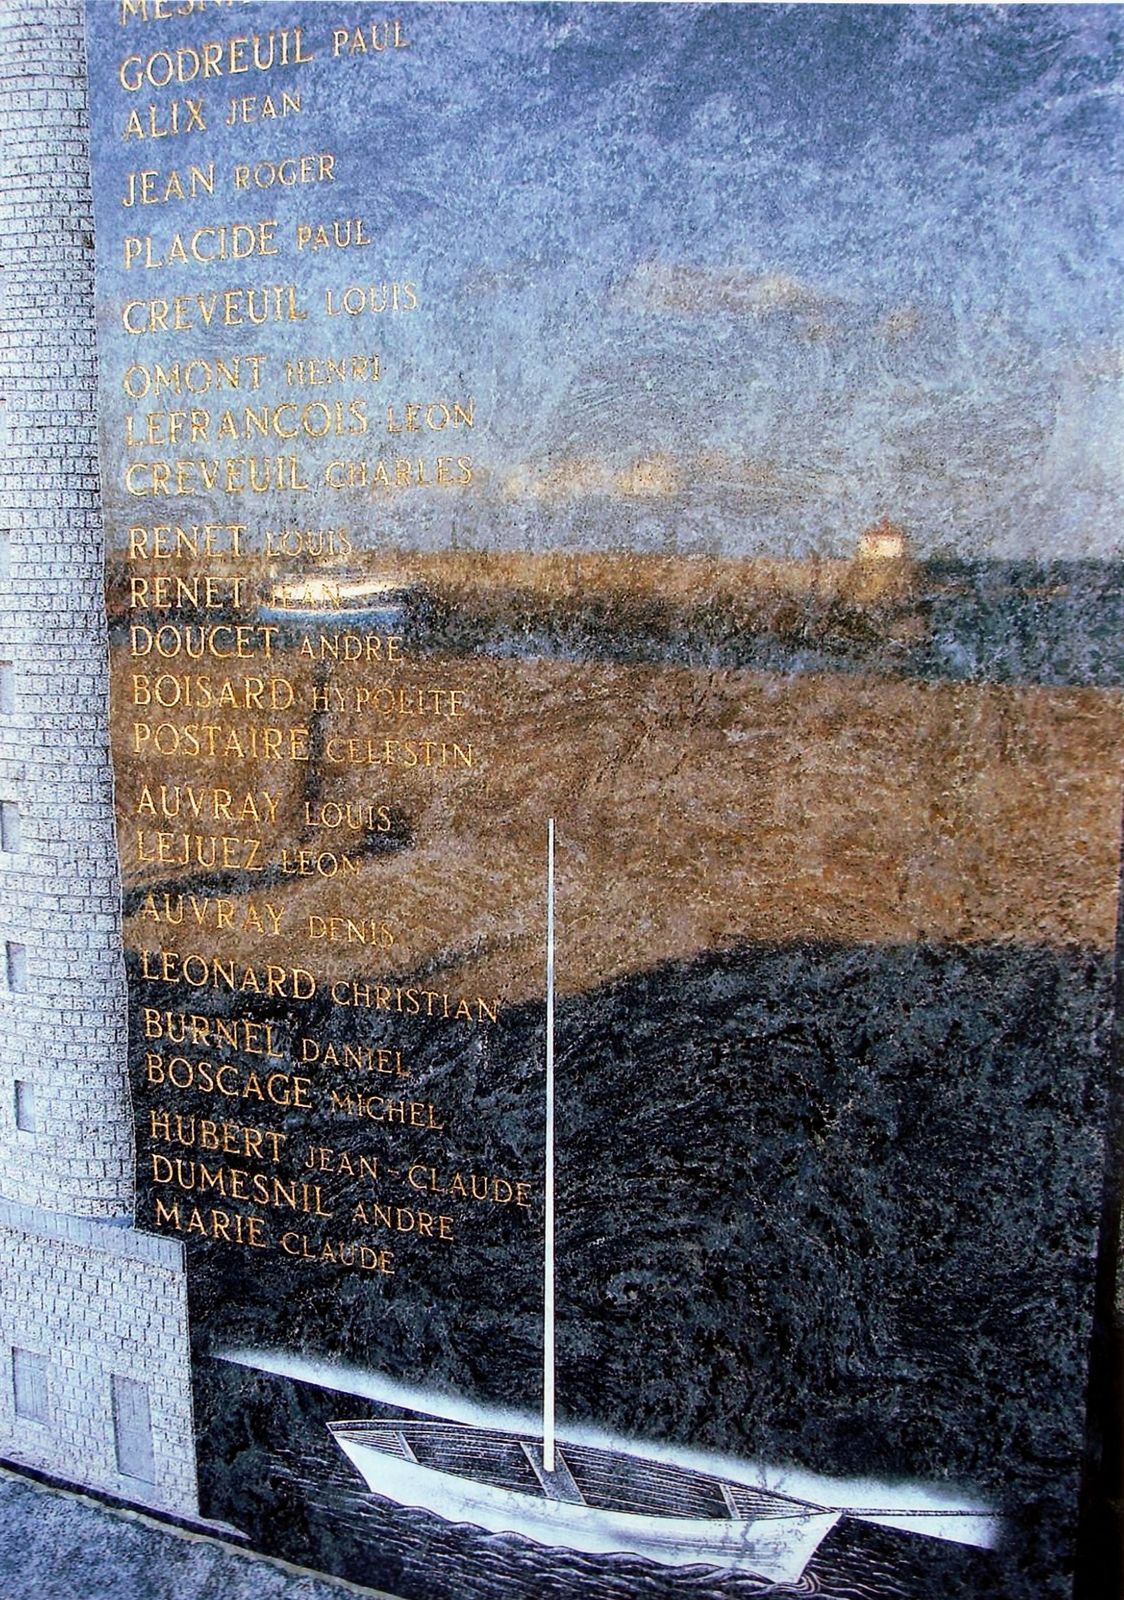 GODREUIL PAUL
ALIX JEAN
JEAN ROGER
PLACIDE PAUL
CREVEUIL LOUIS
OMONT HENRI
LEFRANCOIS LEON
CREVEUIL CHARLES
RENET LOUIS
RENET JEAN
DOUCET ANDRE
BOISARD HYPOLITE
POSTAIRE CELESTIN
AUVRAY LOUIS
LEJUEZ LEON
AUVRAY DENIS
LEONARD CHRISTIAN
BURNEL DANIEL
BOSCAGE MICHEL
HUBERT JEAN-CLAUDE
DUMESNIL ANDRE
MARIE CLAUDE